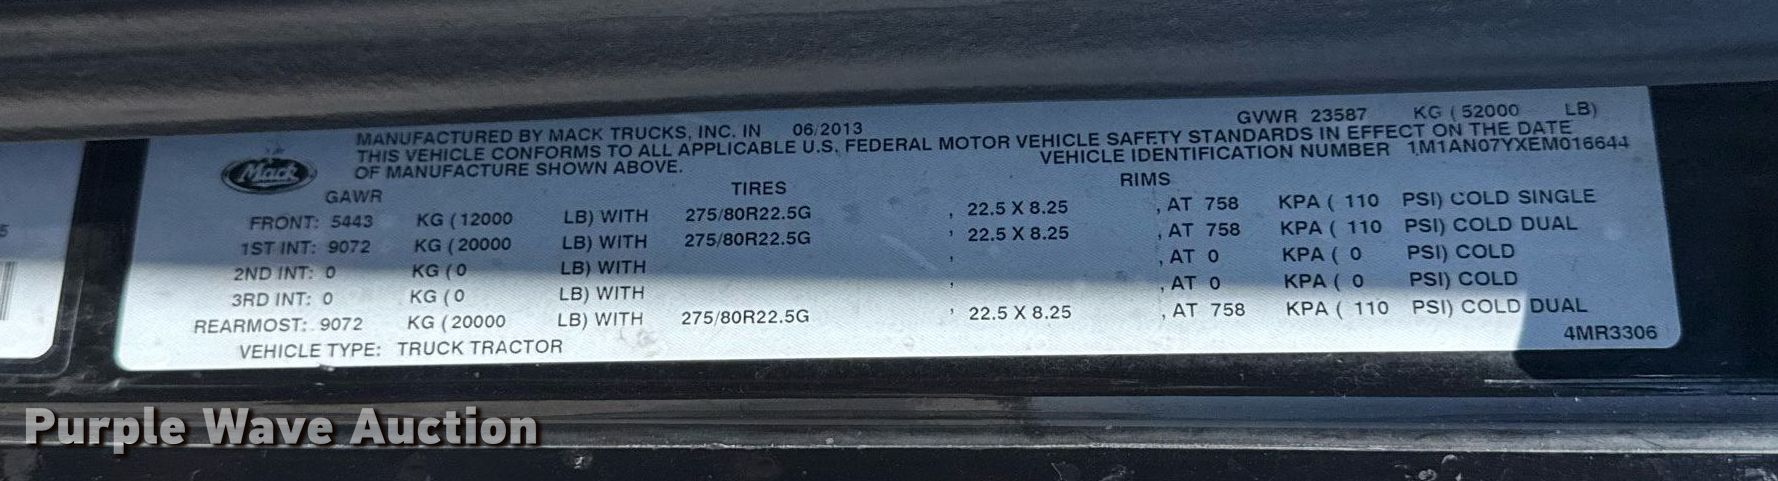 GVWR 23587 KG ( 52000 LB)
MANUFACTURED BY MACK TRUCKS, INC. IN 06/2013
THIS VEHICLE CONFORMS TO ALL APPLICABLE U.S. FEDERAL MOTOR VEHICLE SAFETY STANDARDS IN EFFECT ON THE DATE
OF MANUFACTURE SHOWN ABOVE. VEHICLE IDENTIFICATION NUMBER 1M1AN07YXEM016644
Mack
GAWR TIRES RIMS
FRONT: 5443 KG ( 12000 LB) WITH 275/80R22.5G , 22.5 X 8.25 , AT 758 KPA ( 110 PSI) COLD SINGLE
1ST INT: 9072 KG ( 20000 LB) WITH 275/80R22.5G , 22.5 X 8.25 , AT 758 KPA ( 110 PSI) COLD DUAL
2ND INT: 0 KG ( 0 LB) WITH , , AT 0 KPA ( 0 PSI) COLD
3RD INT: 0 KG ( 0 LB) WITH , , AT 0 KPA ( 0 PSI) COLD
REARMOST: 9072 KG ( 20000 LB) WITH 275/80R22.5G , 22.5 X 8.25 , AT 758 KPA ( 110 PSI) COLD DUAL
VEHICLE TYPE: TRUCK TRACTOR 4MR3306
5
Purple Wave Auction